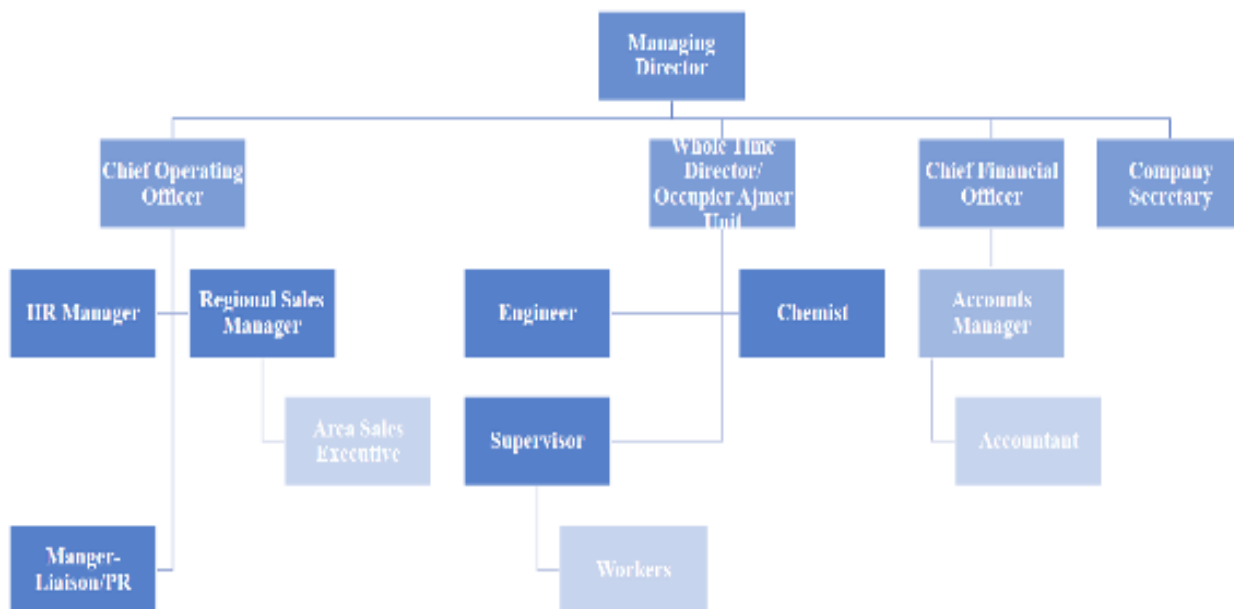 Managing
Director
Chief Operating
Officer
Whole Time
Director/
Occupier Ajmer
Unit
Chief Financial
Officer
Company
Secretary
HR Manager
Regional Sales
Manager
Engineer
Chemist
Accounts
Manager
Area Sales
Executive
Supervisor
Accountant
Manger-
Liaison/PR
Workers